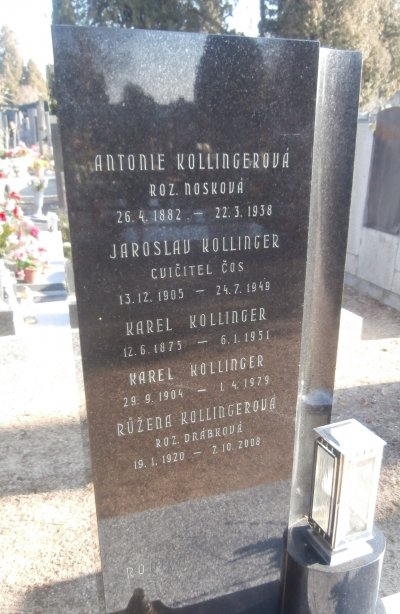 ANTONIE KOLLINGEROVÁ
ROZ. NOSKOVÁ
26.4.1882 – 22.3.1938
JAROSLAV KOLLINGER
CVIČITEL ČOS
13.12.1905 – 24.7.1949
KAREL KOLLINGER
12.6.1875 – 6.1.1951
KAREL KOLLINGER
29.9.1904 – 1.4.1979
RŮŽENA KOLLINGEROVÁ
ROZ. DRÁBKOVÁ
19.1.1920 – 7.10.2008